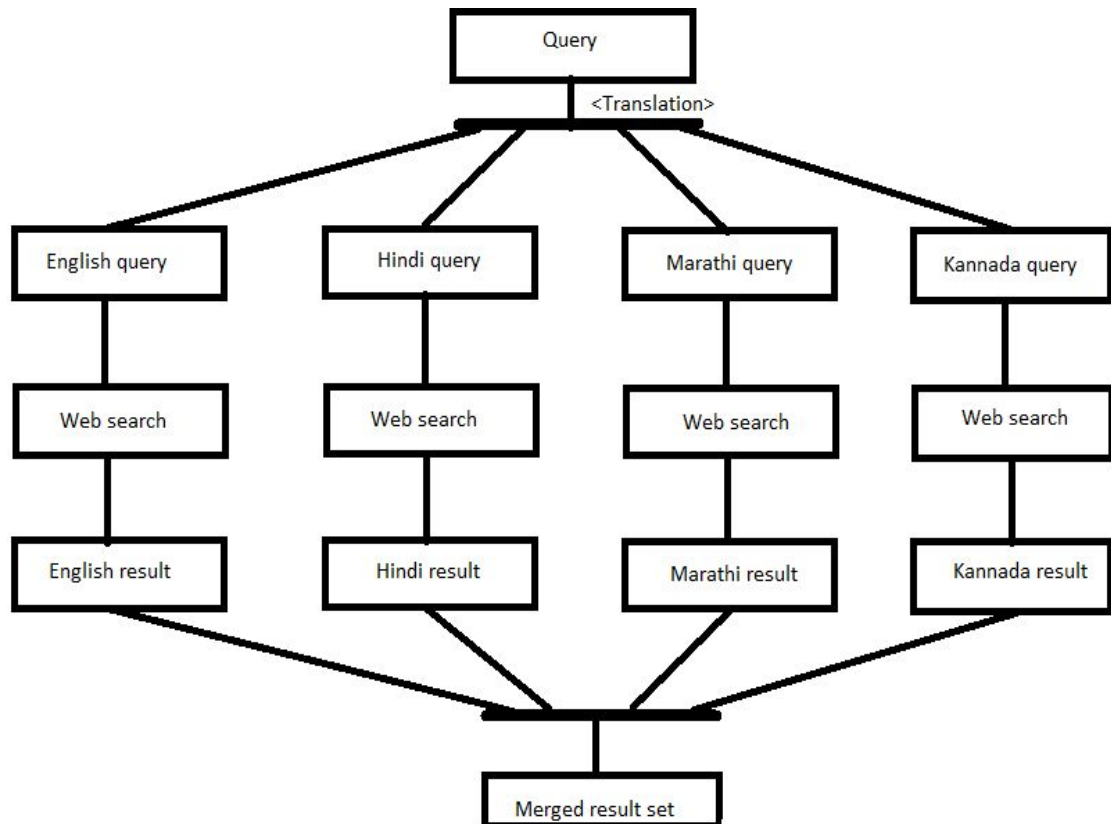 Query
<Translation>
English query
Hindi query
Marathi query
Kannada query
Web search
Web search
Web search
Web search
English result
Hindi result
Marathi result
Kannada result
Merged result set